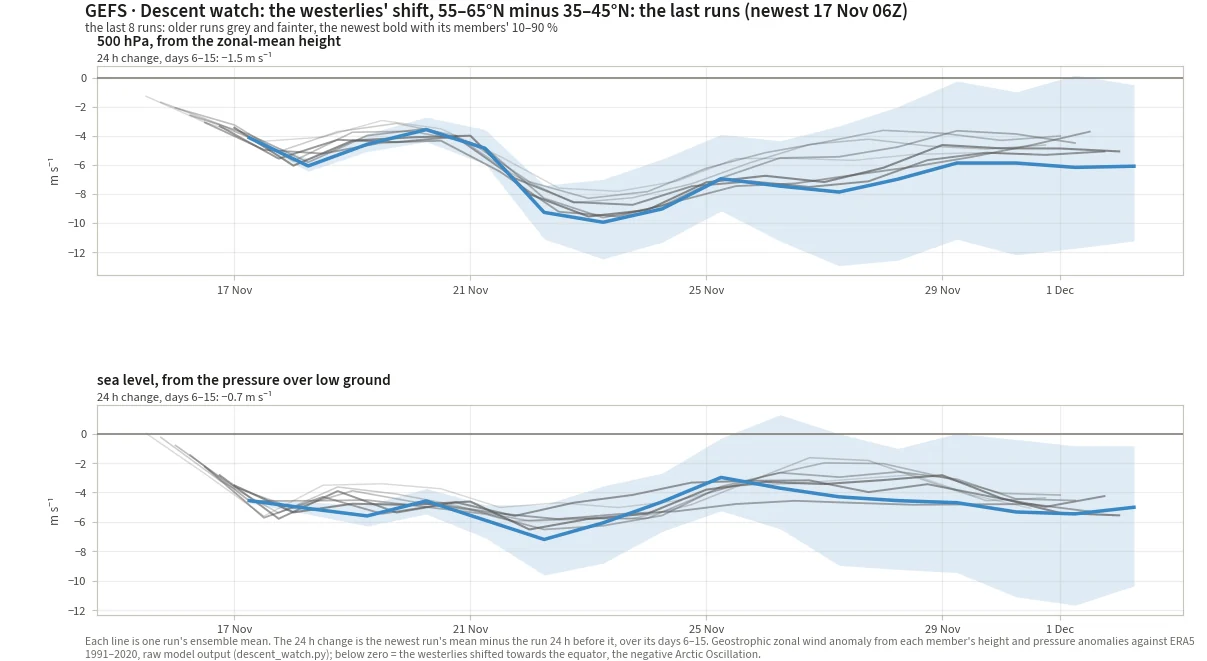 GEFS · Descent watch: the westerlies' shift, 55–65°N minus 35–45°N: the last runs (newest 17 Nov 06Z)
the last 8 runs: older runs grey and fainter, the newest bold with its members' 10–90 %
500 hPa, from the zonal-mean height
24 h change, days 6–15: −1.5 m s⁻¹
0
−2
−4
−6
−8
−10
−12
m s⁻¹
17 Nov 21 Nov 25 Nov 29 Nov 1 Dec
sea level, from the pressure over low ground
24 h change, days 6–15: −0.7 m s⁻¹
0
−2
−4
−6
−8
−10
−12
m s⁻¹
17 Nov 21 Nov 25 Nov 29 Nov 1 Dec
Each line is one run's ensemble mean. The 24 h change is the newest run's mean minus the run 24 h before it, over its days 6–15. Geostrophic zonal wind anomaly from each member's height and pressure anomalies against ERA5
1991–2020, raw model output (descent_watch.py); below zero = the westerlies shifted towards the equator, the negative Arctic Oscillation.